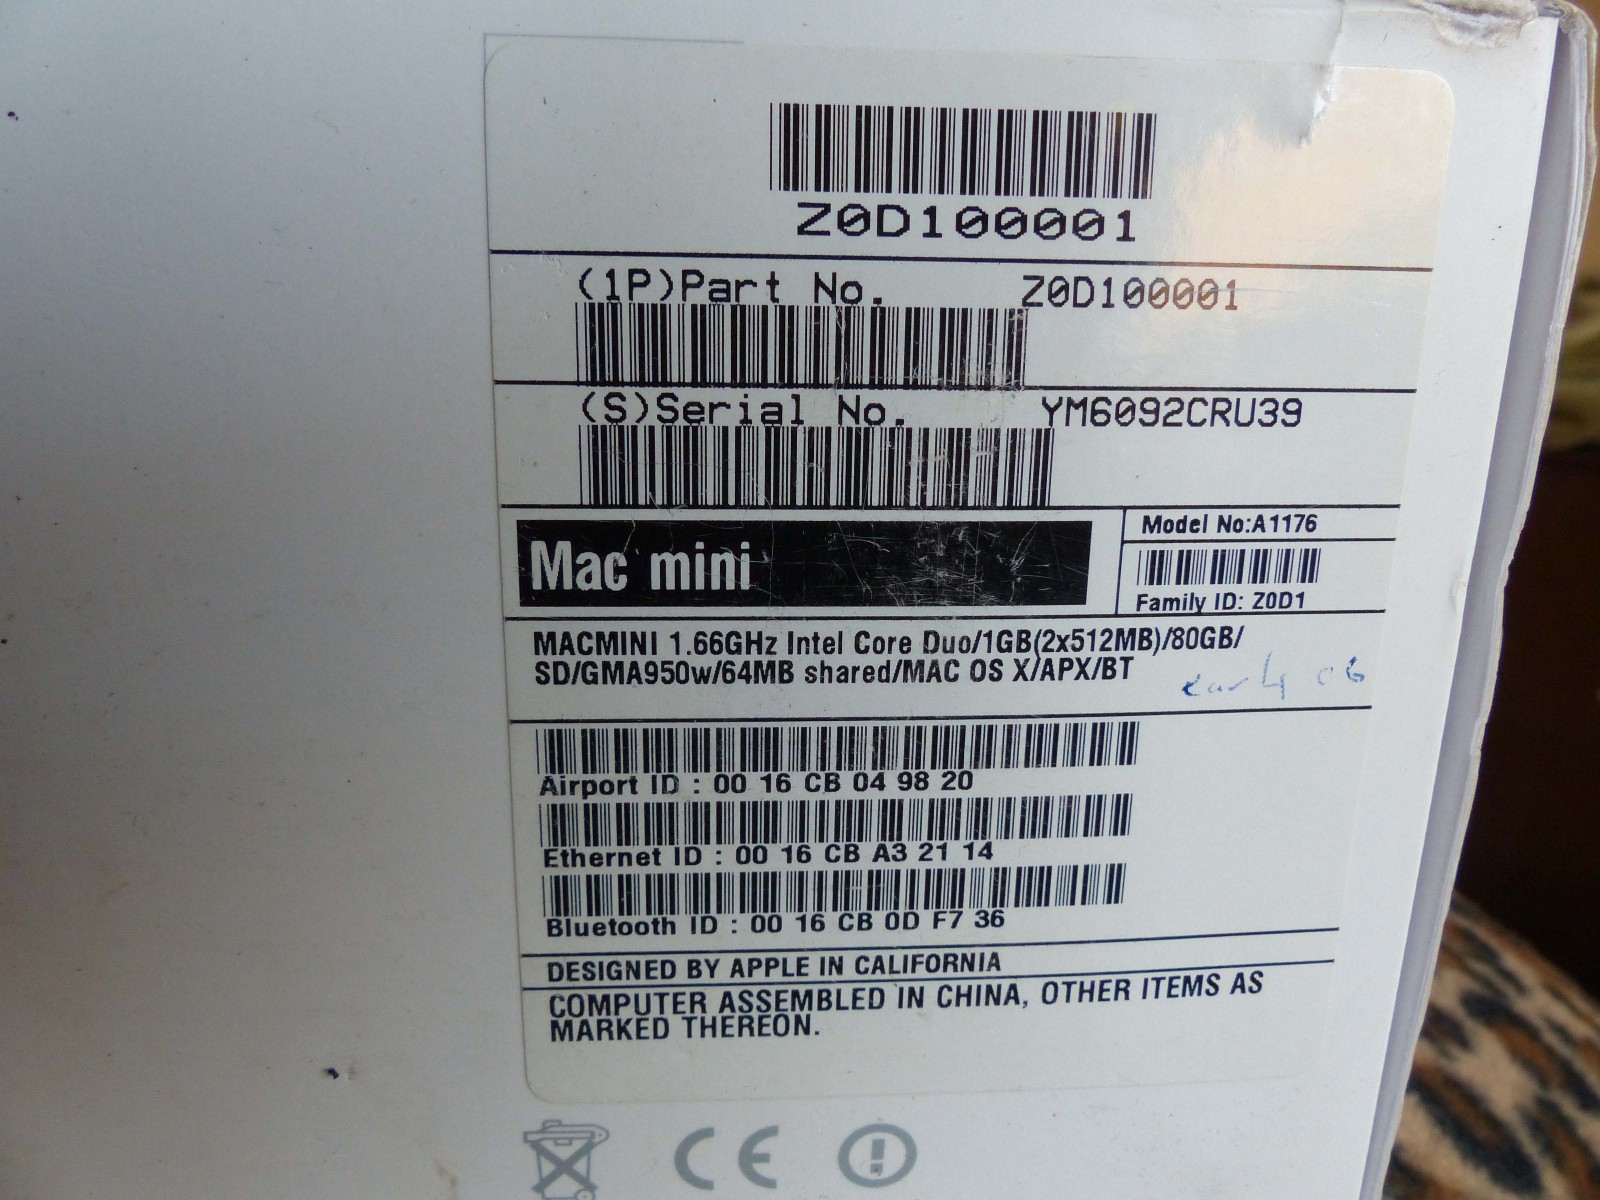 Z0D100001
(1P)Part No. Z0D100001
(S)Serial No. YM6092CRU39
Mac mini
Model No:A1176
Family ID: Z0D1
MACMINI 1.66GHz Intel Core Duo/1GB(2x512MB)/80GB/
SD/GMA950w/64MB shared/MAC OS X/APX/BT
early 06
Airport ID : 00 16 CB 04 98 20
Ethernet ID : 00 16 CB A3 21 14
Bluetooth ID : 00 16 CB 0D F7 36
DESIGNED BY APPLE IN CALIFORNIA
COMPUTER ASSEMBLED IN CHINA, OTHER ITEMS AS
MARKED THEREON.
CE